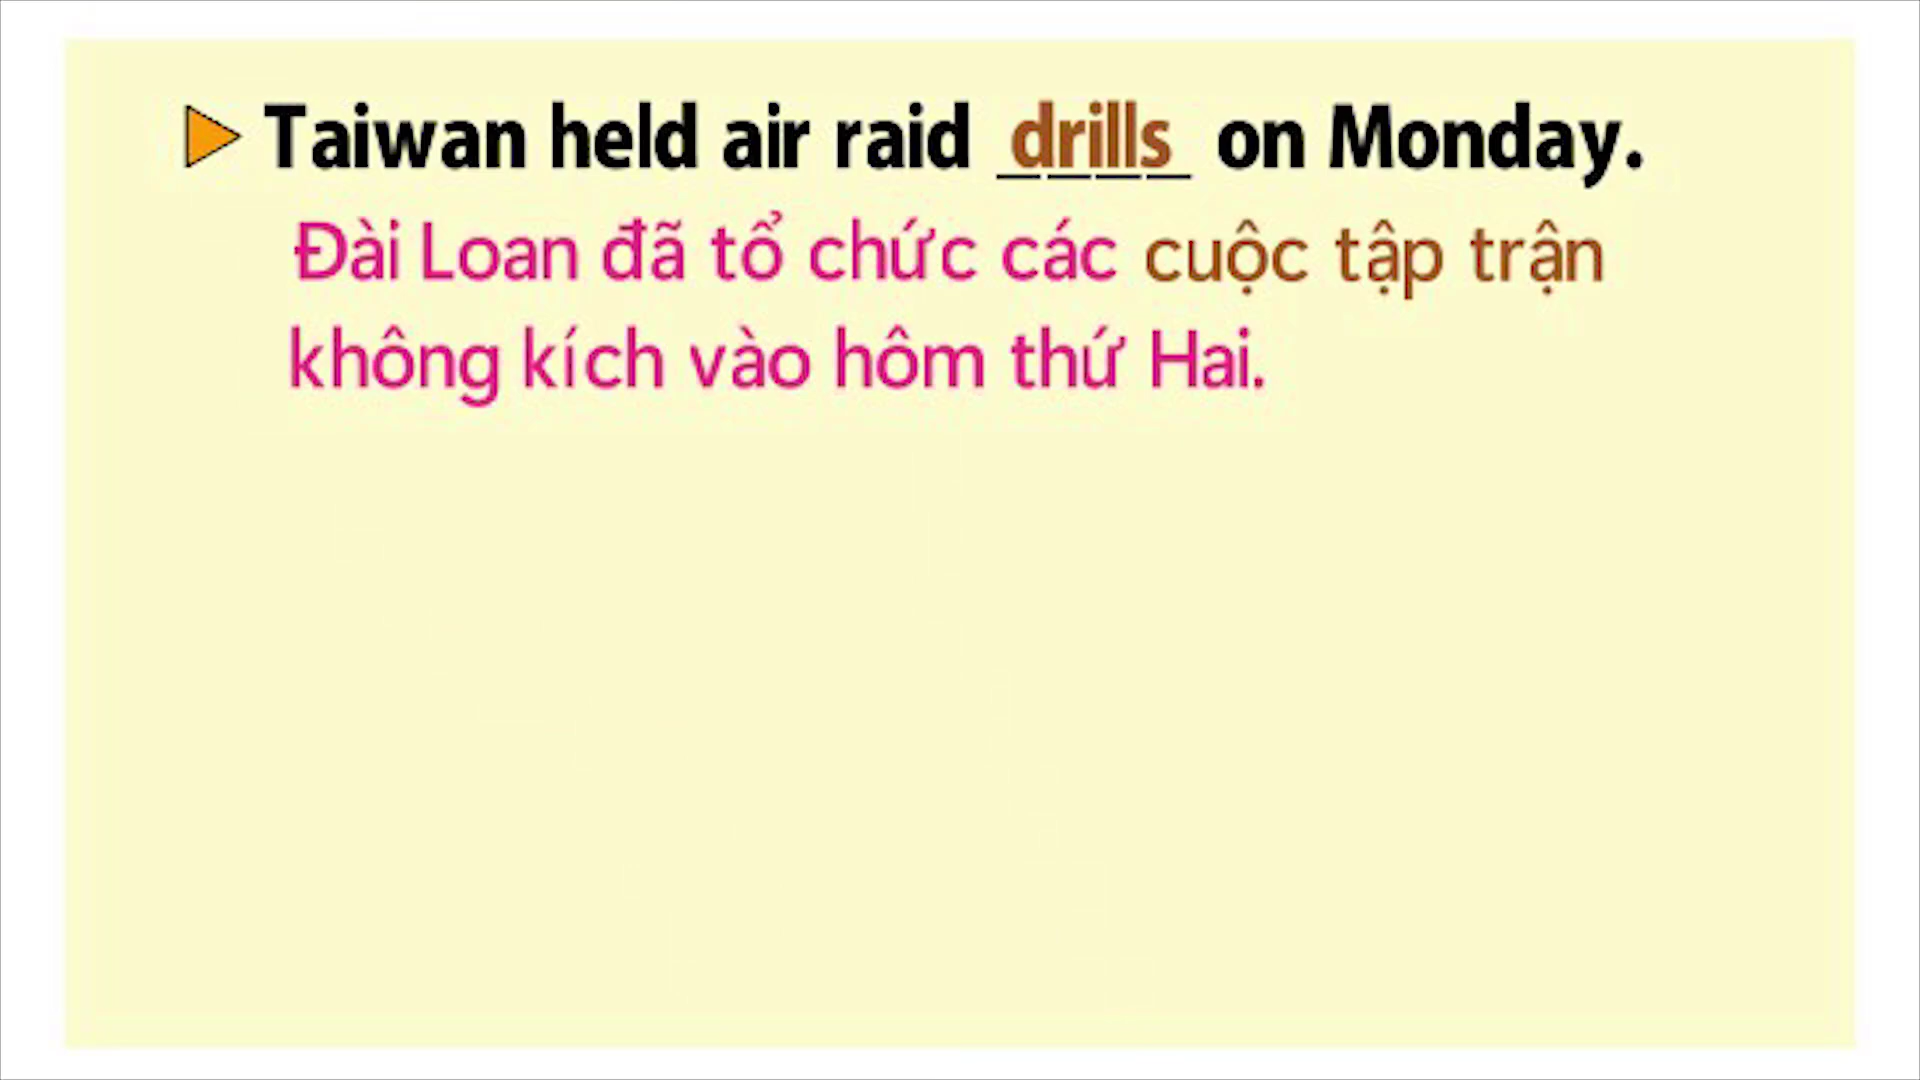 Taiwan held air raid drills on Monday.
Đài Loan đã tổ chức các cuộc tập trận
không kích vào hôm thứ Hai.